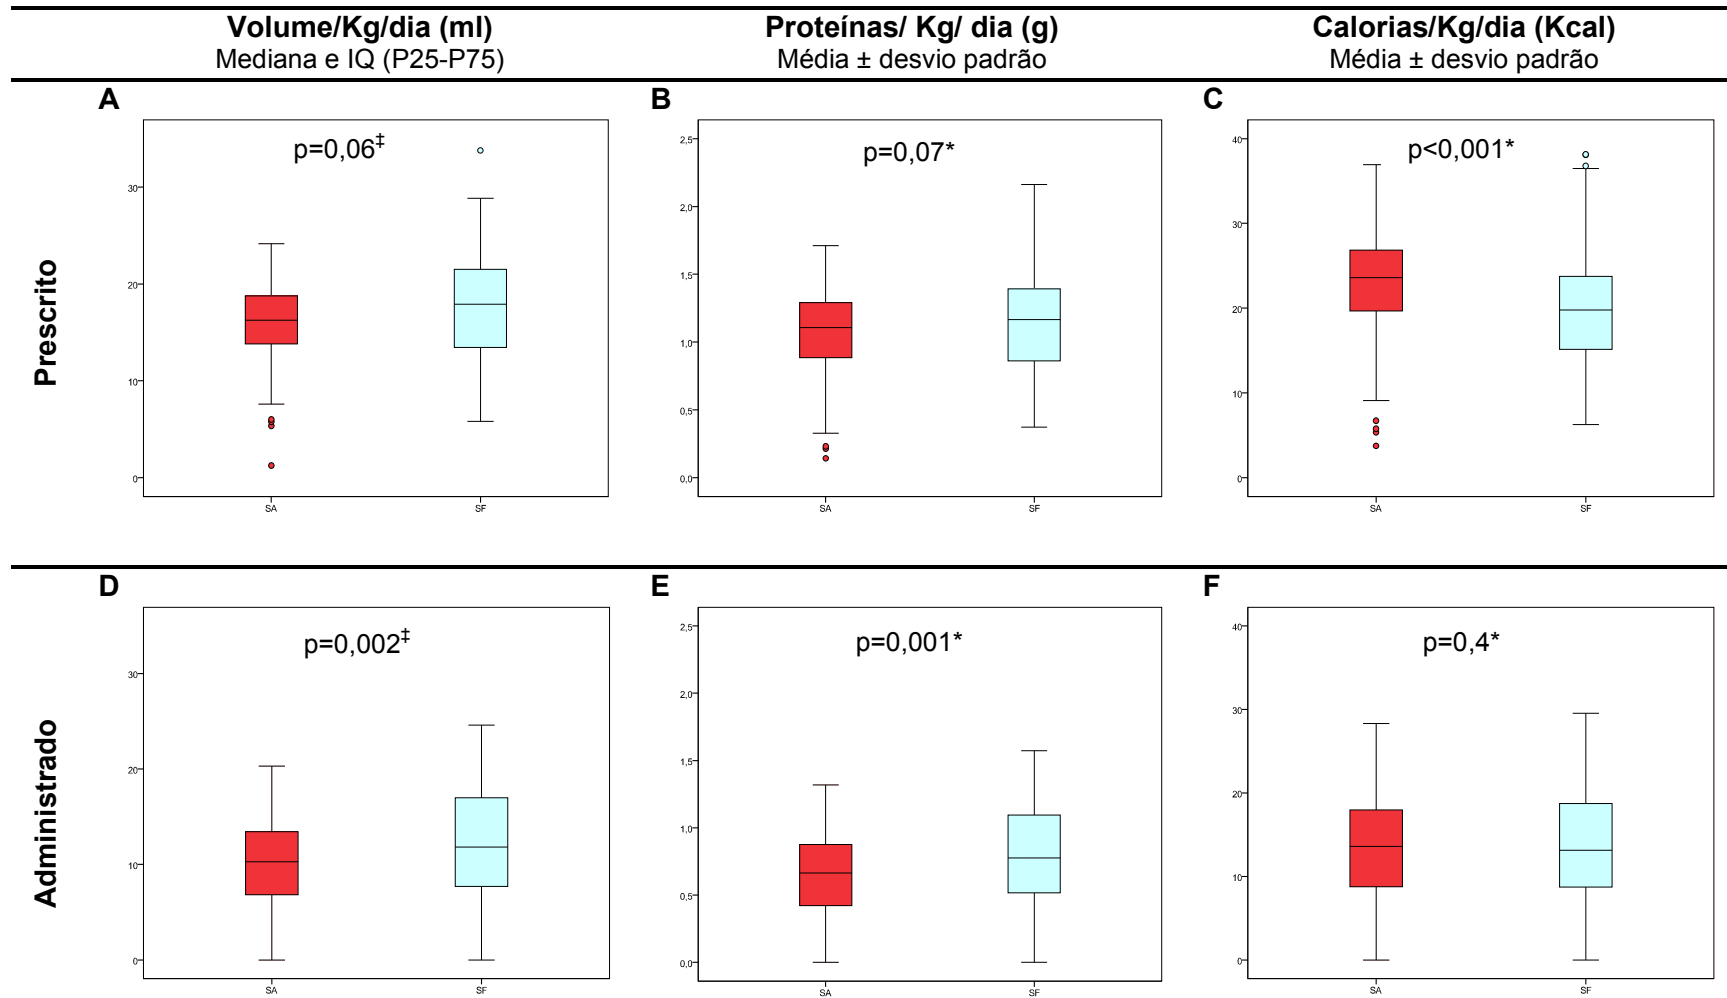 Volume/Kg/dia (ml)
Mediana e IQ (P25-P75)
Proteínas/ Kg/ dia (g)
Média ± desvio padrão
Calorias/Kg/dia (Kcal)
Média ± desvio padrão
Prescrito
A
p=0,06‡
30
20
10
0
SA
SF
B
p=0,07*
2,5
2,0
1,5
1,0
0,5
0,0
SA
SF
C
p<0,001*
40
30
20
10
0
SA
SF
Administrado
D
p=0,002‡
30
20
10
0
SA
SF
E
p=0,001*
2,5
2,0
1,5
1,0
0,5
0,0
SA
SF
F
p=0,4*
40
30
20
10
0
SA
SF